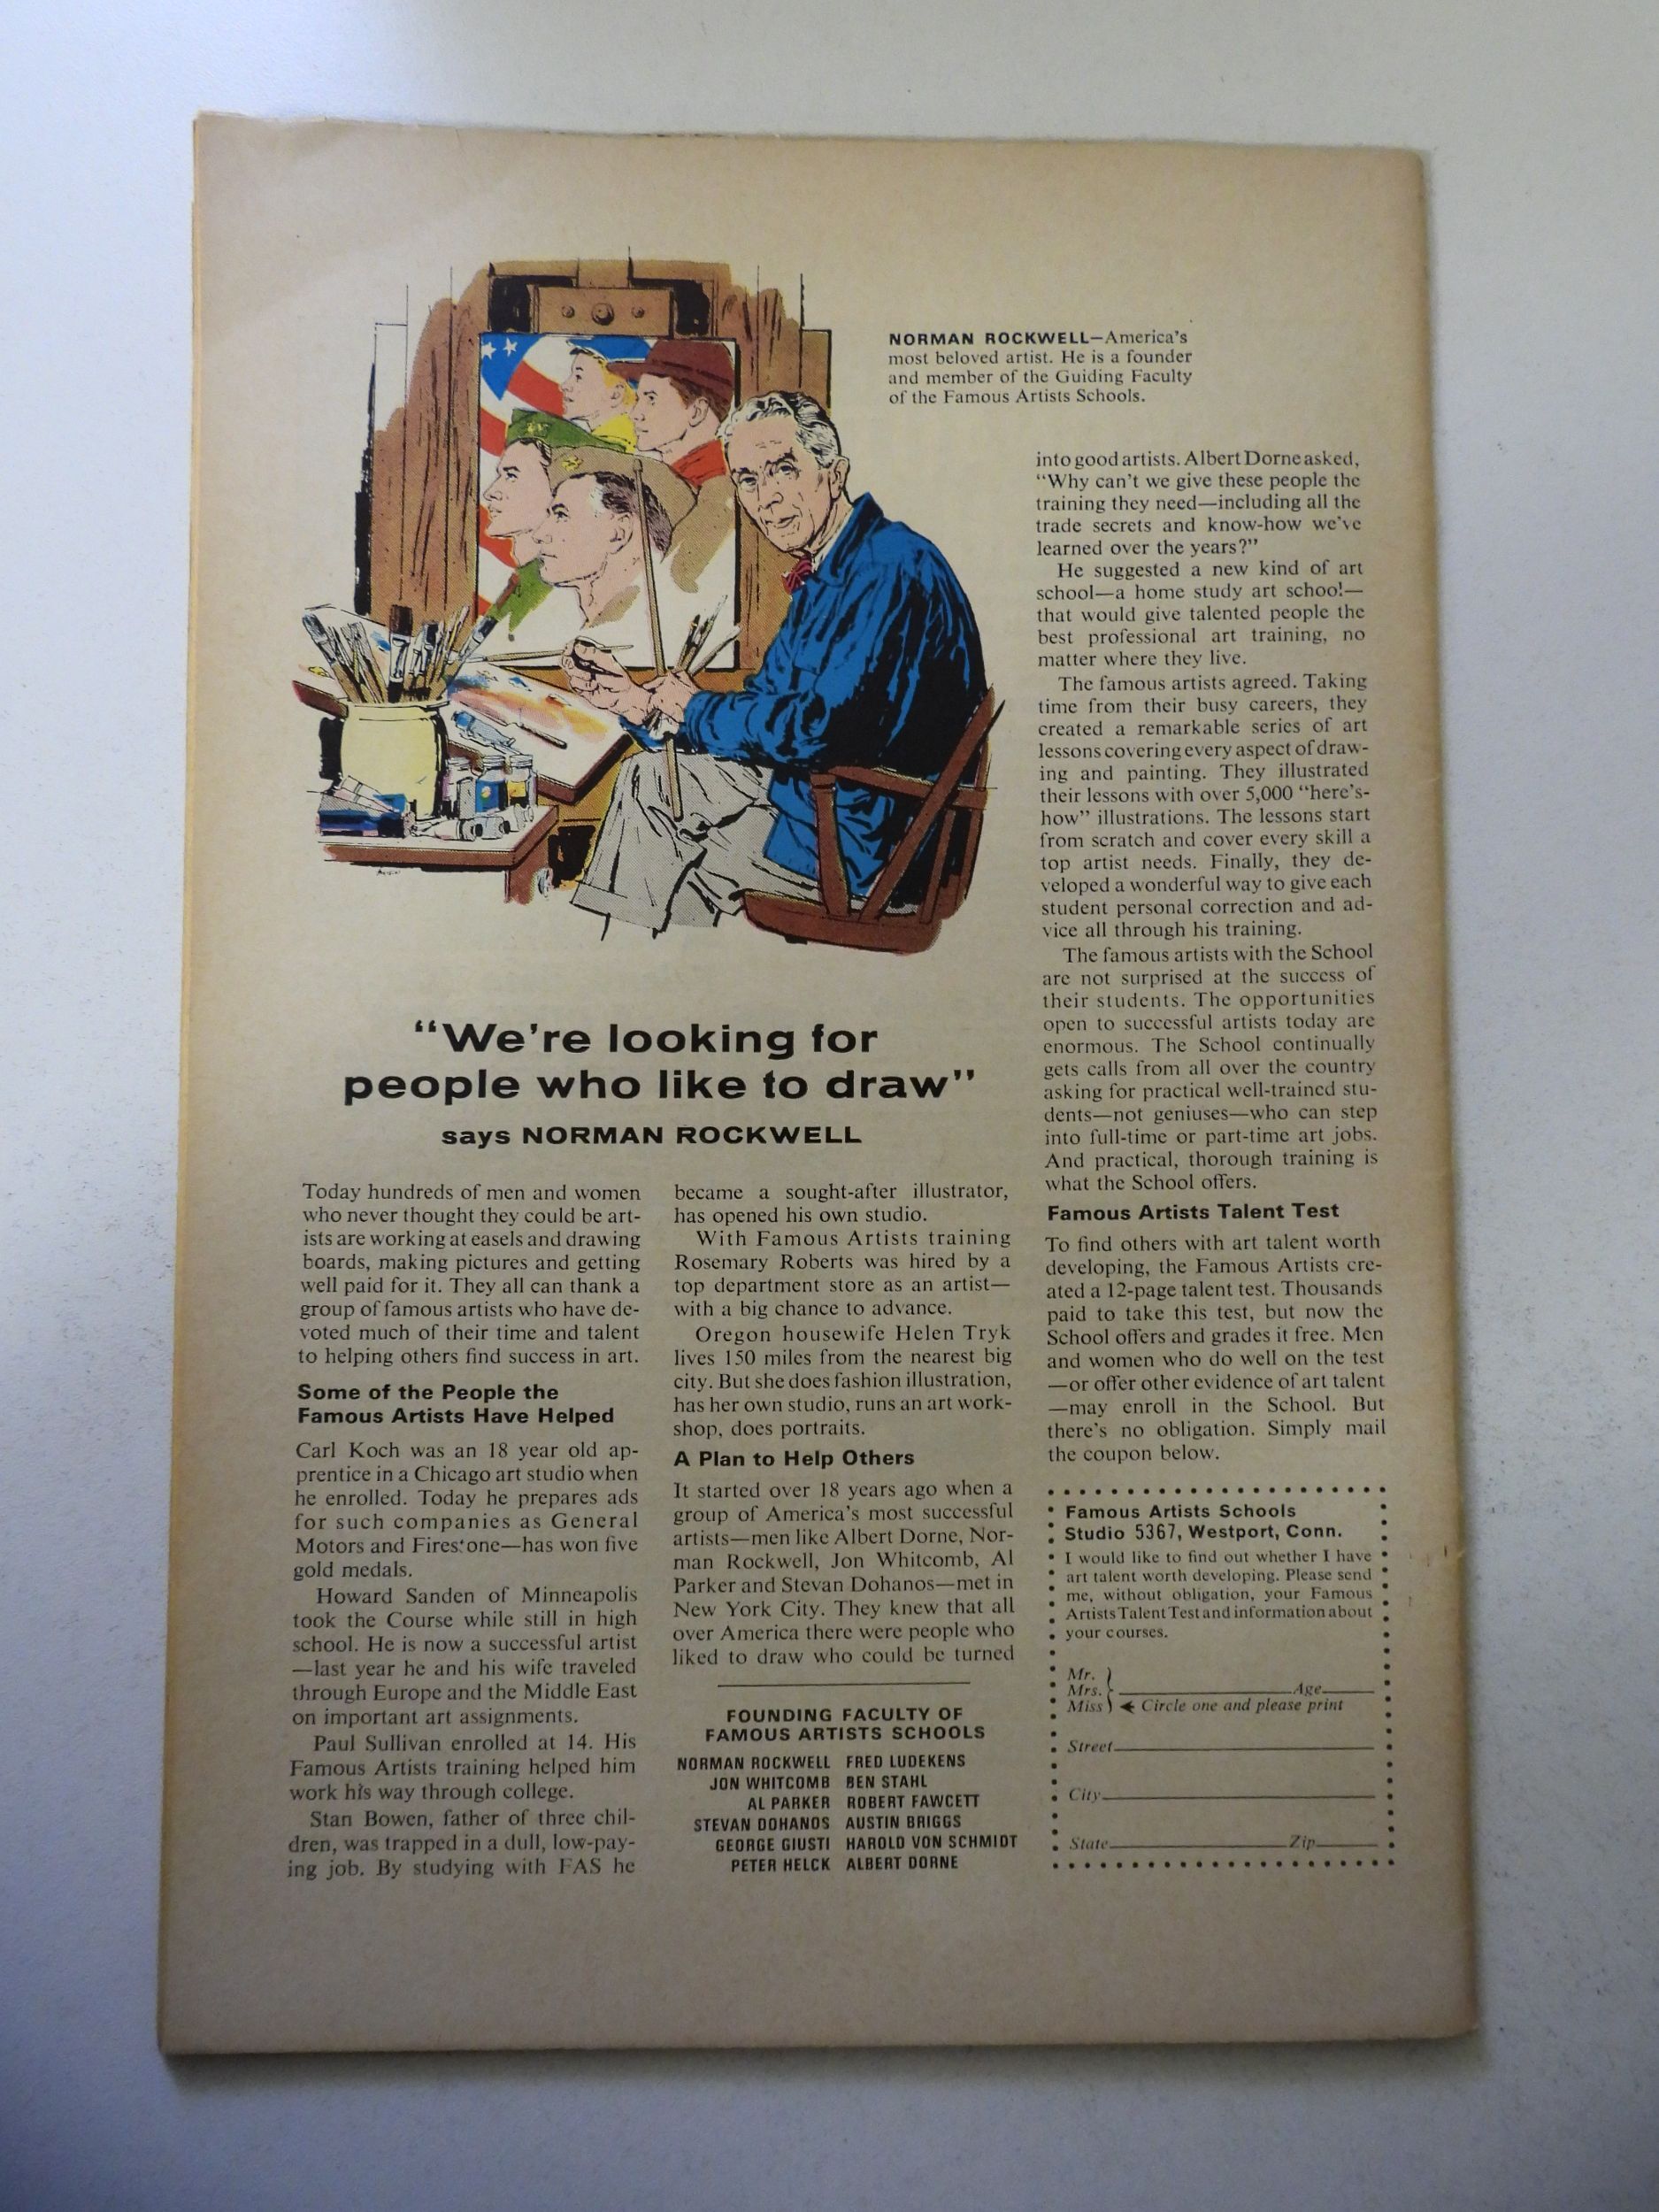 NORMAN ROCKWELL—America's
most beloved artist. He is a founder
and member of the Guiding Faculty
of the Famous Artists Schools.
"We're looking for
people who like to draw"
says NORMAN ROCKWELL
Today hundreds of men and women
who never thought they could be art-
ists are working at easels and drawing
boards, making pictures and getting
well paid for it. They all can thank a
group of famous artists who have de-
voted much of their time and talent
to helping others find success in art.
Some of the People the
Famous Artists Have Helped
Carl Koch was an 18 year old ap-
prentice in a Chicago art studio when
he enrolled. Today he prepares ads
for such companies as General
Motors and Firestone—has won five
gold medals.
Howard Sanden of Minneapolis
took the Course while still in high
school. He is now a successful artist
—last year he and his wife traveled
through Europe and the Middle East
on important art assignments.
Paul Sullivan enrolled at 14. His
Famous Artists training helped him
work his way through college.
Stan Bowen, father of three chil-
dren, was trapped in a dull, low-pay-
ing job. By studying with FAS he
became a sought-after illustrator,
has opened his own studio.
With Famous Artists training
Rosemary Roberts was hired by a
top department store as an artist—
with a big chance to advance.
Oregon housewife Helen Tryk
lives 150 miles from the nearest big
city. But she does fashion illustration,
has her own studio, runs an art work-
shop, does portraits.
A Plan to Help Others
It started over 18 years ago when a
group of America's most successful
artists—men like Albert Dorne, Nor-
man Rockwell, Jon Whitcomb, Al
Parker and Stevan Dohanos—met in
New York City. They knew that all
over America there were people who
liked to draw who could be turned
FOUNDING FACULTY OF
FAMOUS ARTISTS SCHOOLS
NORMAN ROCKWELL FRED LUDEKENS
JON WHITCOMB BEN STAHL
AL PARKER ROBERT FAWCETT
STEVAN DOHANOS AUSTIN BRIGGS
GEORGE GIUSTI HAROLD VON SCHMIDT
PETER HELCK ALBERT DORNE
into good artists. Albert Dorne asked,
"Why can't we give these people the
training they need—including all the
trade secrets and know-how we've
learned over the years?"
He suggested a new kind of art
school—a home study art school—
that would give talented people the
best professional art training, no
matter where they live.
The famous artists agreed. Taking
time from their busy careers, they
created a remarkable series of art
lessons covering every aspect of draw-
ing and painting. They illustrated
their lessons with over 5,000 "here's-
how" illustrations. The lessons start
from scratch and cover every skill a
top artist needs. Finally, they de-
veloped a wonderful way to give each
student personal correction and ad-
vice all through his training.
The famous artists with the School
are not surprised at the success of
their students. The opportunities
open to successful artists today are
enormous. The School continually
gets calls from all over the country
asking for practical well-trained stu-
dents—not geniuses—who can step
into full-time or part-time art jobs.
And practical, thorough training is
what the School offers.
Famous Artists Talent Test
To find others with art talent worth
developing, the Famous Artists cre-
ated a 12-page talent test. Thousands
paid to take this test, but now the
School offers and grades it free. Men
and women who do well on the test
—or offer other evidence of art talent
—may enroll in the School. But
there's no obligation. Simply mail
the coupon below.
Famous Artists Schools
Studio 5367, Westport, Conn.
I would like to find out whether I have
art talent worth developing. Please send
me, without obligation, your Famous
Artists Talent Test and information about
your courses.
Mr.
Mrs. Age
Miss Circle one and please print
Street
City
State Zip